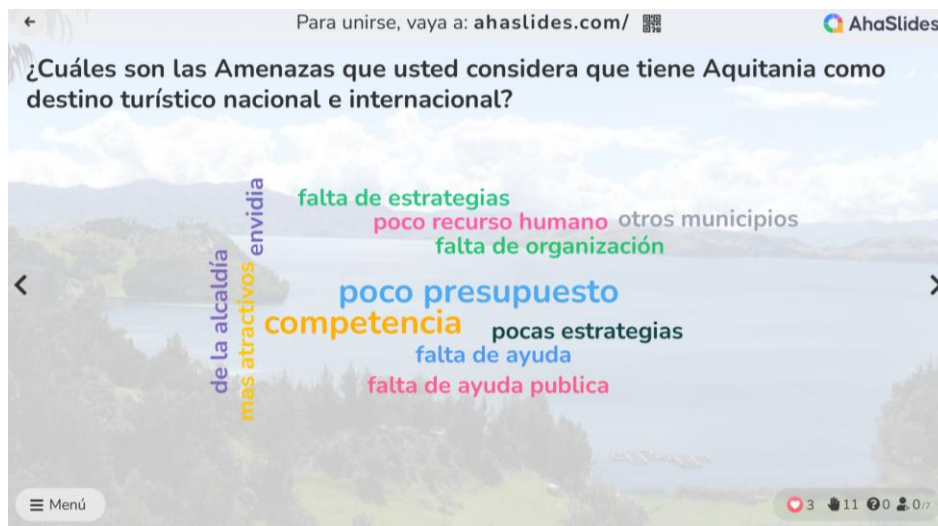 Para unirse, vaya a: ahaslides.com/
AhaSlides
¿Cuáles son las Amenazas que usted considera que tiene Aquitania como
destino turístico nacional e internacional?
envidia
falta de estrategias
poco recurso humano
otros municipios
falta de organización
de la alcaldía
mas atractivos
poco presupuesto
competencia
pocas estrategias
falta de ayuda
falta de ayuda publica
Menú
3 11 0 0/7